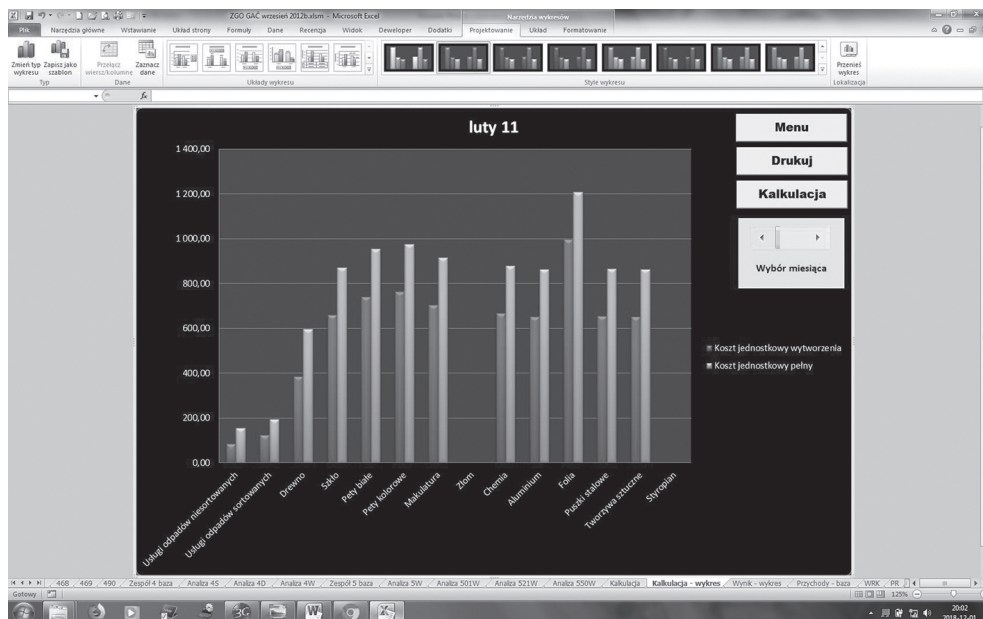 ZGO GAĆ wrzesień 2012b.xlsm - Microsoft Excel
Narzędzia wykresów
Plik Narzędzia główne Wstawianie Układ strony Formuły Dane Recenzja Widok Developer Dodatki Projektowanie Układ Formatowanie
Zmień typ wykresu
Zapisz jako szablon
Przełącz wiersz/kolumnę
Zaznacz dane
Przenieś wykres
Typ Dane Układy wykresu Style wykresu Lokalizacja
fx
luty 11
Menu
Drukuj
Kalkulacja
Wybór miesiąca
1 400,00
1 200,00
1 000,00
800,00
600,00
400,00
200,00
0,00
Koszt jednostkowy wytworzenia
Koszt jednostkowy pełny
Usługi odpadów niesortowanych
Usługi odpadów sortowanych
Drewno
Szkło
Pety białe
Pety kolorowe
Makulatura
Złom
Chemia
Aluminium
Folia
Puszki stalowe
Tworzywa sztuczne
Styropian
468 469 490 Zespół 4 baza Analiza 4S Analiza 4D Analiza 4W Zespół 5 baza Analiza 5W Analiza 501W Analiza 521W Analiza 550W Kalkulacja Kalkulacja - wykres Wynik - wykres Przychody - baza WRK PR
Gotowy
125%
20:02
2018-12-01